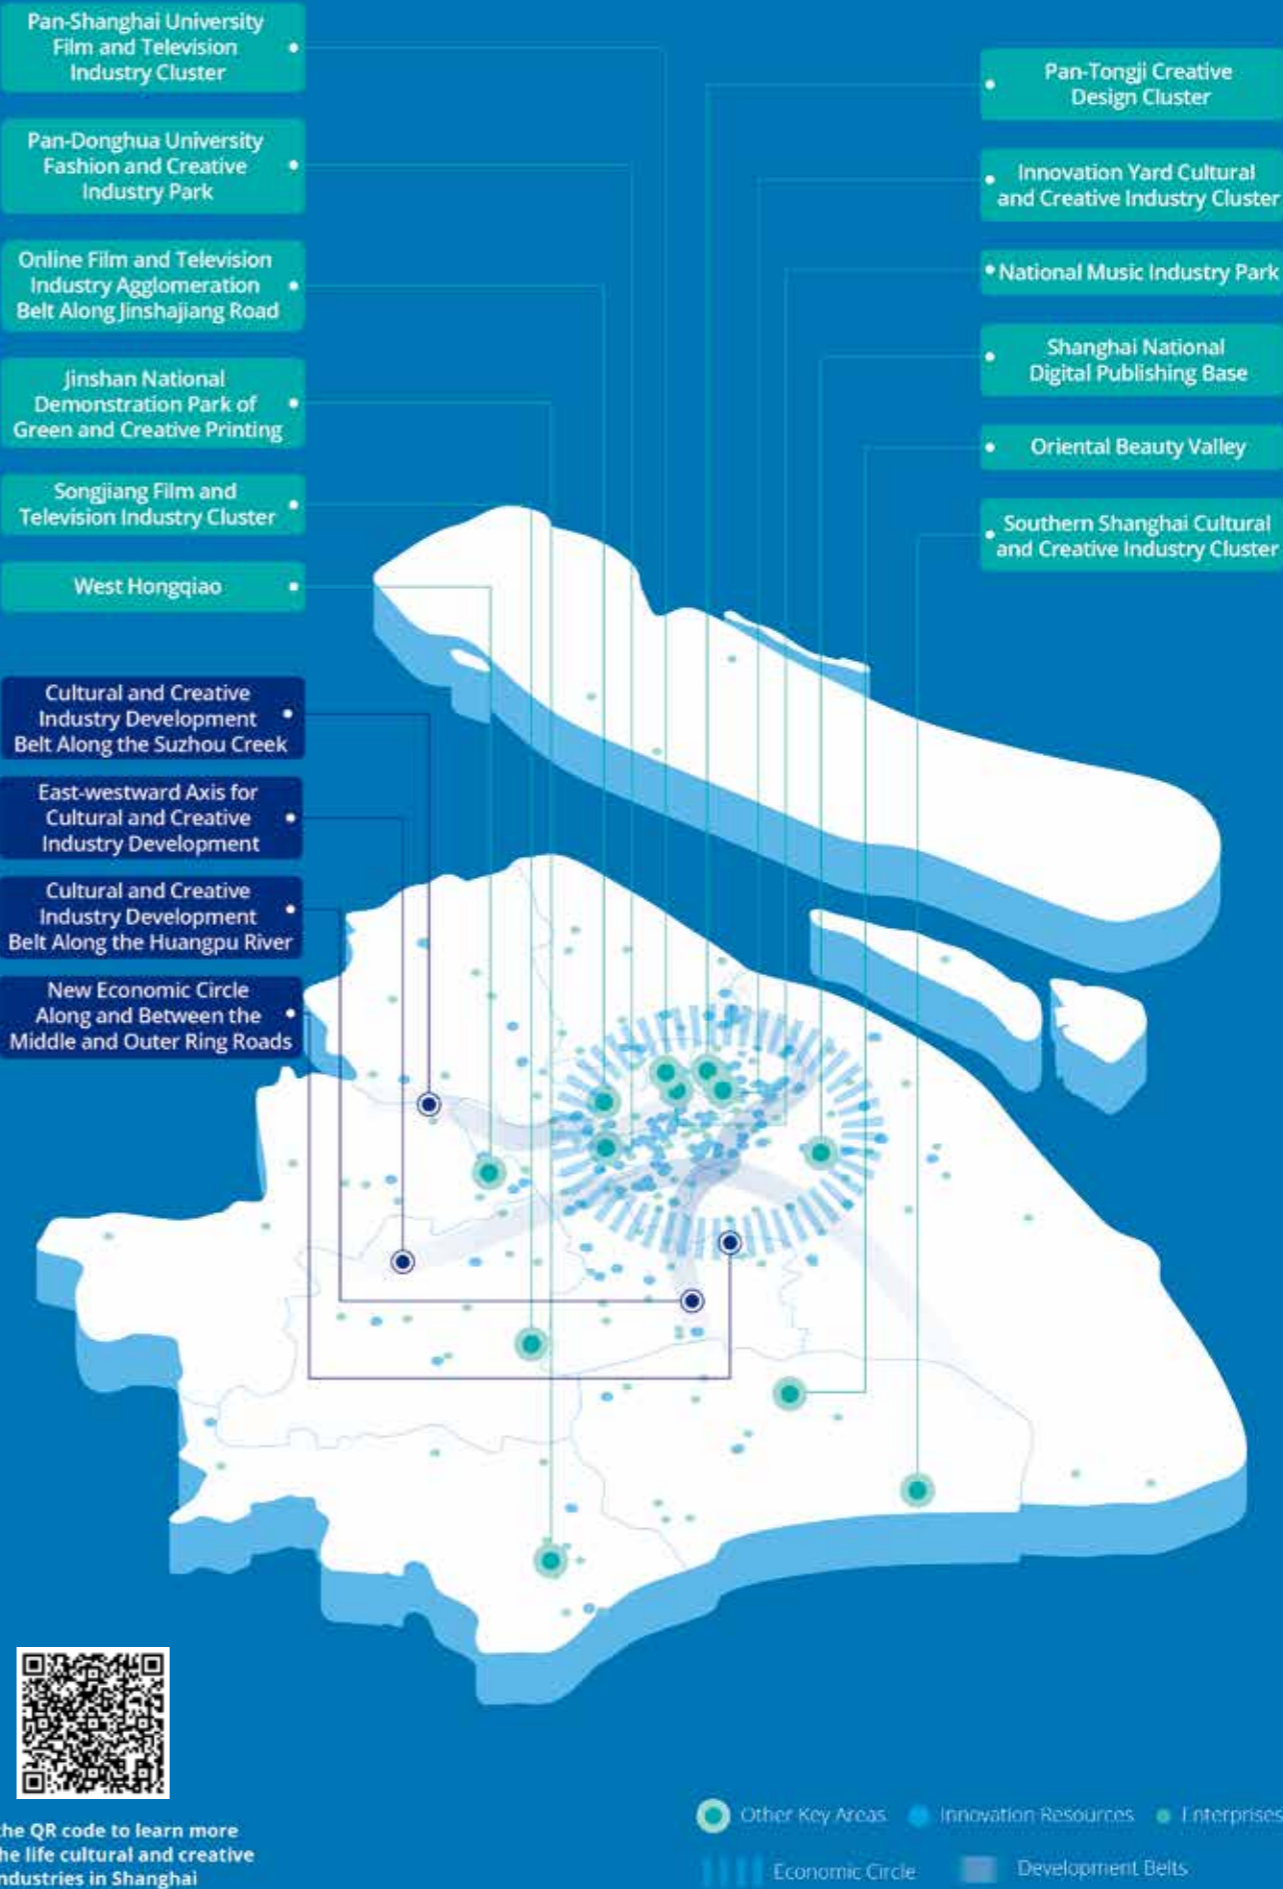 Pan-Shanghai University
Film and Television
Industry Cluster
Pan-Donghua University
Fashion and Creative
Industry Park
Online Film and Television
Industry Agglomeration
Belt Along Jinshajiang Road
Jinshan National
Demonstration Park of
Green and Creative Printing
Songjiang Film and
Television Industry Cluster
West Hongqiao
Cultural and Creative
Industry Development
Belt Along the Suzhou Creek
East-westward Axis for
Cultural and Creative
Industry Development
Cultural and Creative
Industry Development
Belt Along the Huangpu River
New Economic Circle
Along and Between the
Middle and Outer Ring Roads
Pan-Tongji Creative
Design Cluster
Innovation Yard Cultural
and Creative Industry Cluster
National Music Industry Park
Shanghai National
Digital Publishing Base
Oriental Beauty Valley
Southern Shanghai Cultural
and Creative Industry Cluster
the QR code to learn more
he life cultural and creative
ndustries in Shanghai
Other Key Areas
Innovation Resources
Enterprises
Economic Circle
Development Belts